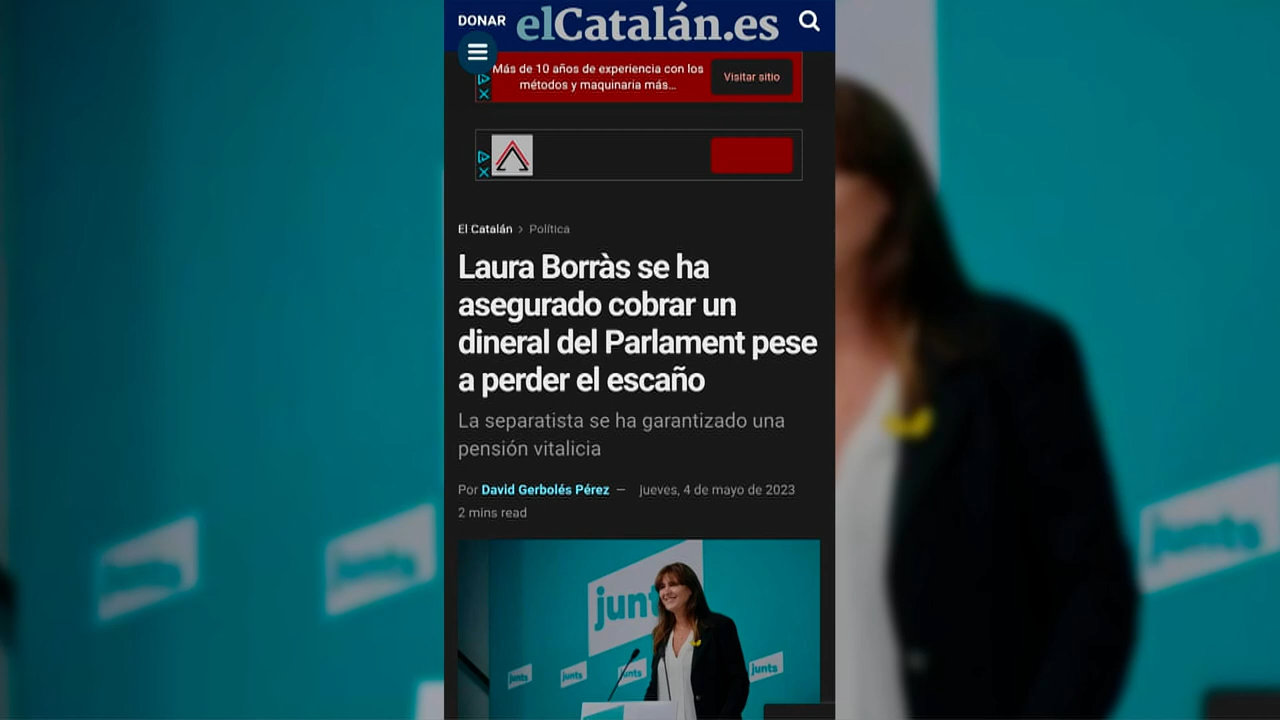 DONAR elCatalán.es
Más de 10 años de experiencia con los
métodos y maquinaria más...
Visitar sitio
El Catalán > Política
Laura Borràs se ha
asegurado cobrar un
dineral del Parlament pese
a perder el escaño
La separatista se ha garantizado una
pensión vitalicia
Por David Gerbolés Pérez — jueves, 4 de mayo de 2023
2 mins read
junts
junts
junts
junts